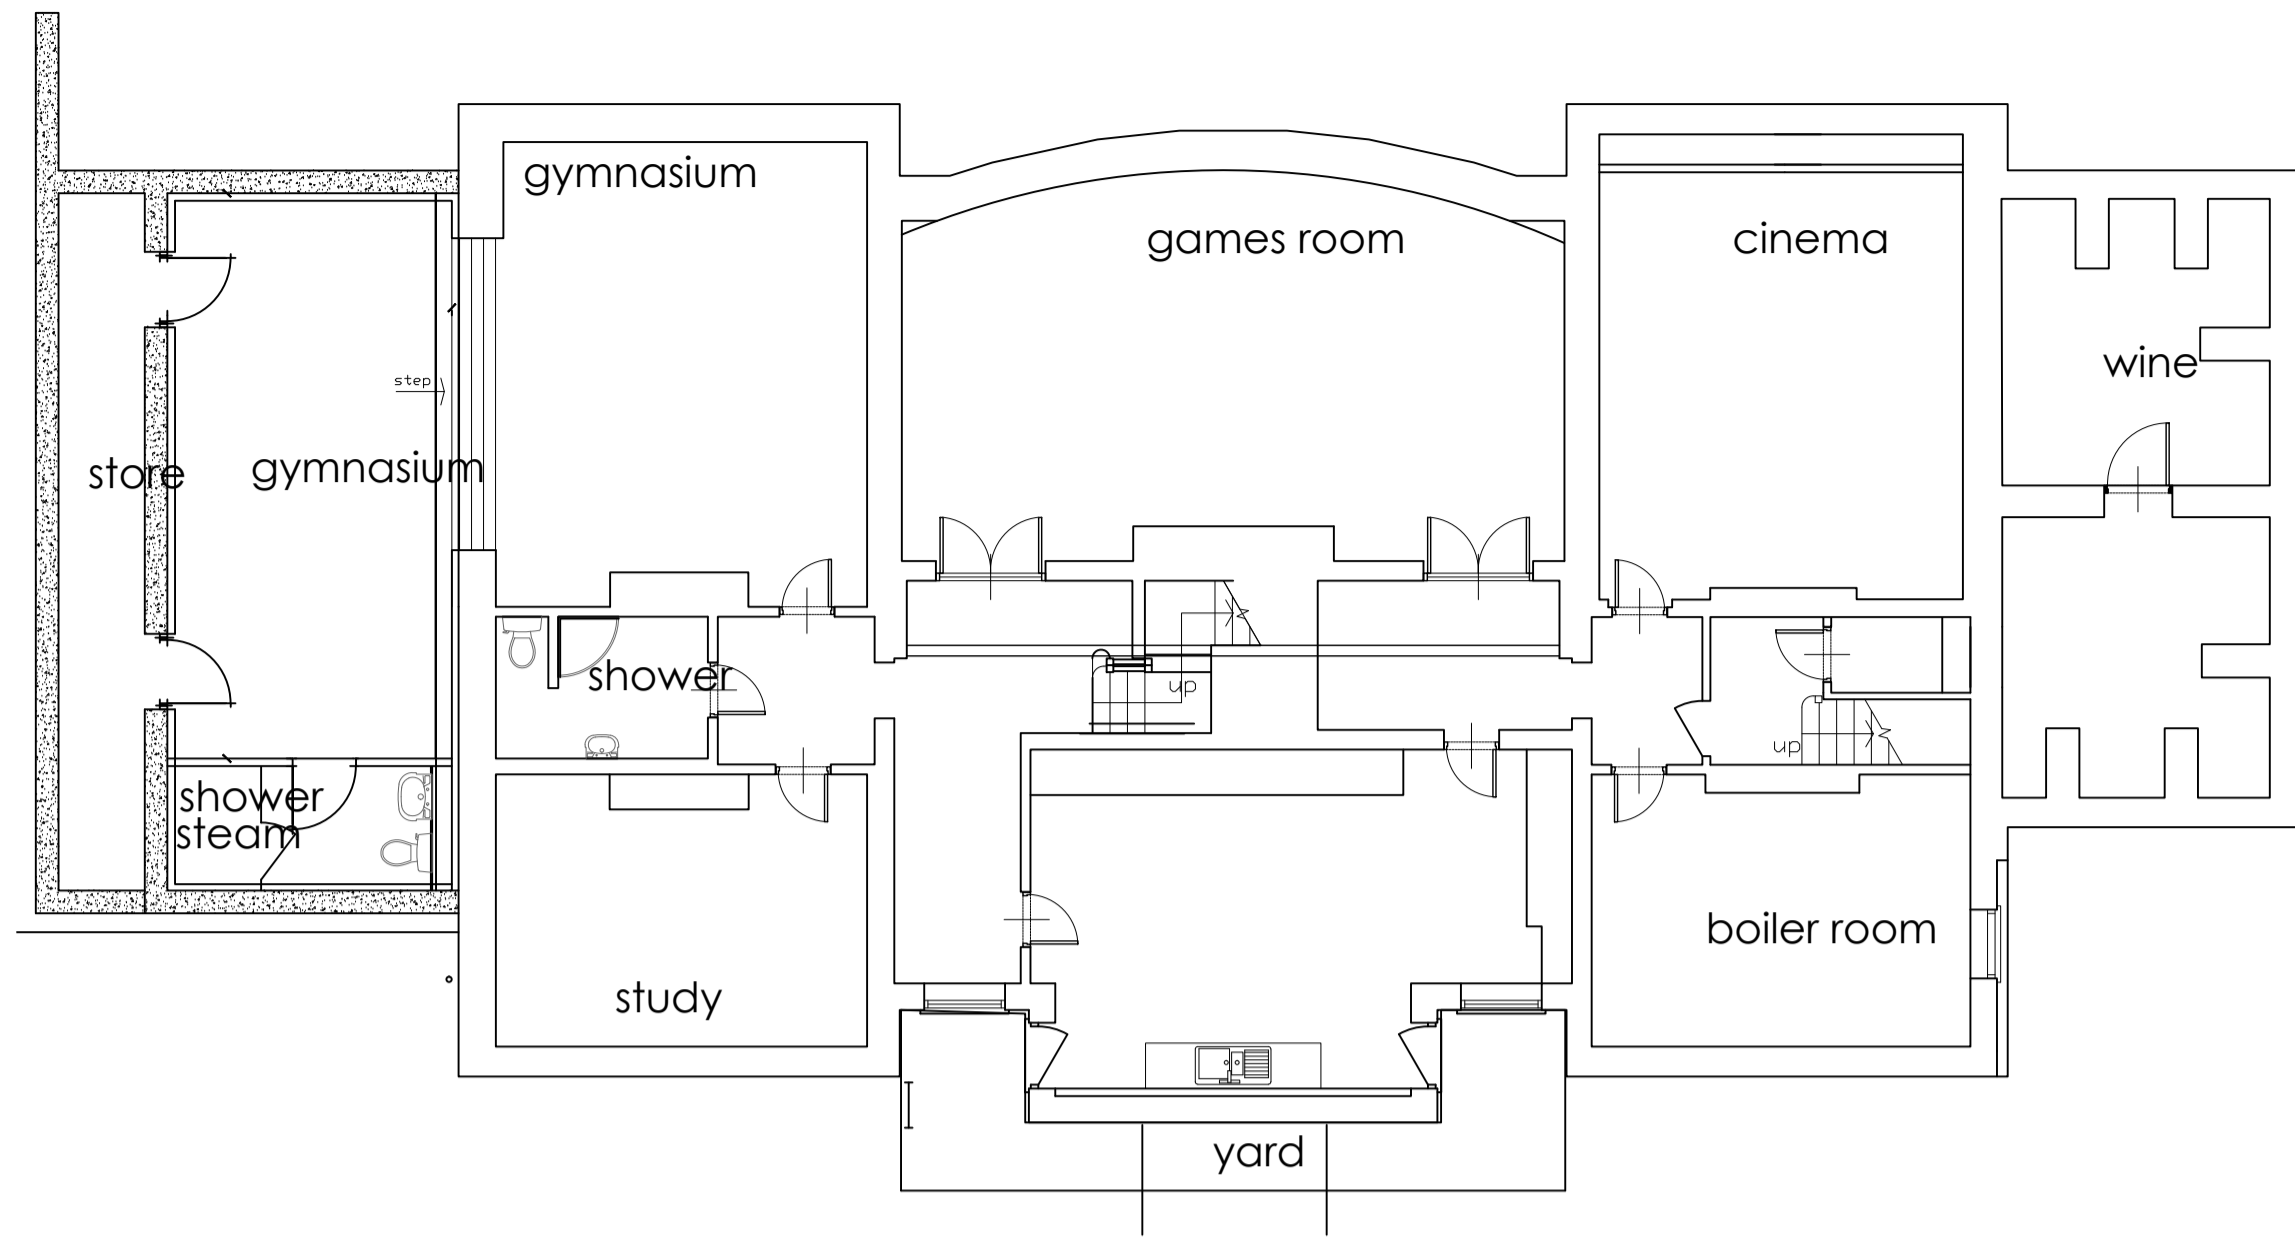 gymnasium
games room
cinema
wine
step
store
gymnasium
shower
up
up
shower
steam
boiler room
study
yard